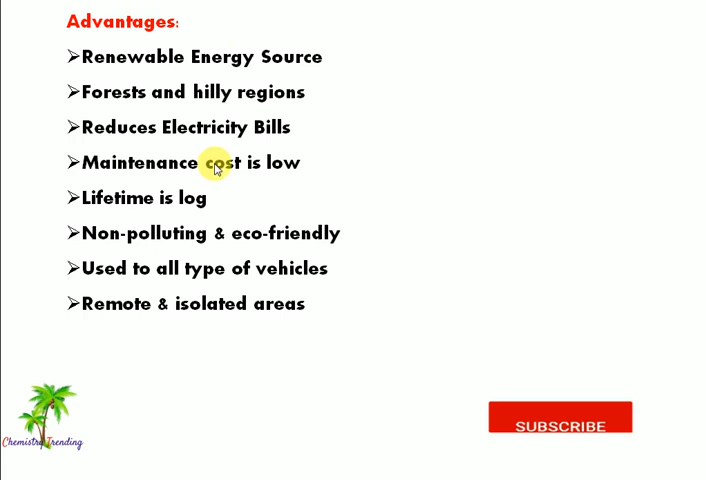 Advantages:
➢Renewable Energy Source
➢Forests and hilly regions
➢Reduces Electricity Bills
➢Maintenance cost is low
➢Lifetime is log
➢Non-polluting & eco-friendly
➢Used to all type of vehicles
➢Remote & isolated areas
Chemistry Trending
SUBSCRIBE